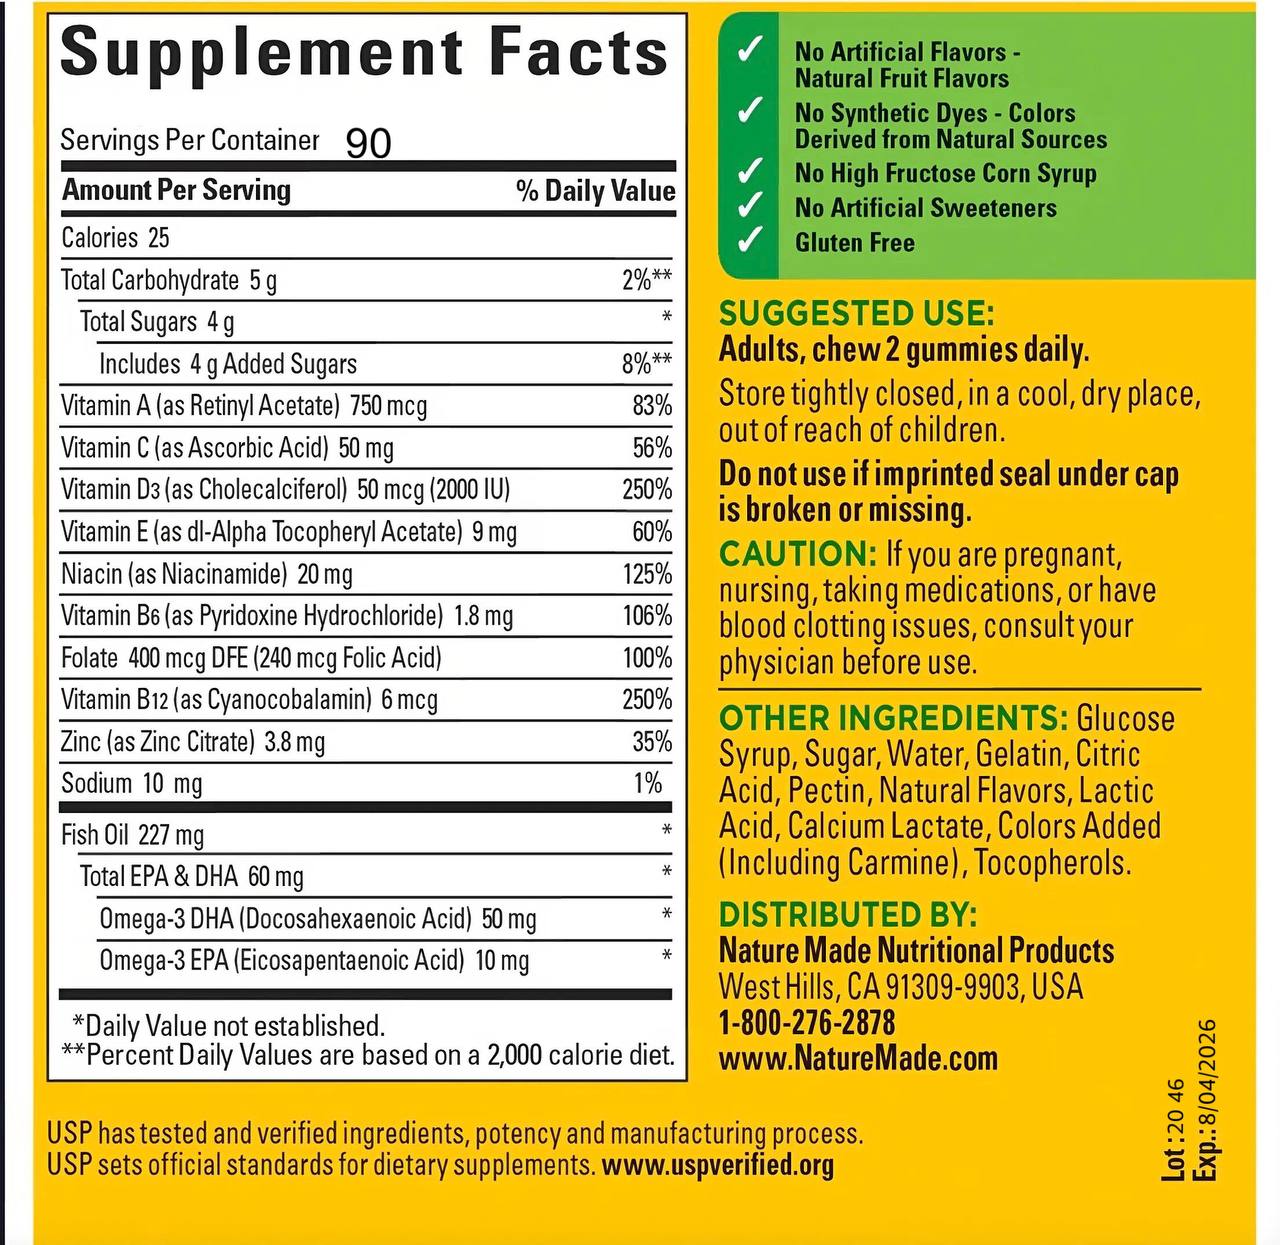 Supplement Facts
Servings Per Container 90
Amount Per Serving % Daily Value
Calories 25
Total Carbohydrate 5 g 2%**
Total Sugars 4 g *
Includes 4 g Added Sugars 8%**
Vitamin A (as Retinyl Acetate) 750 mcg 83%
Vitamin C (as Ascorbic Acid) 50 mg 56%
Vitamin D3 (as Cholecalciferol) 50 mcg (2000 IU) 250%
Vitamin E (as dl-Alpha Tocopheryl Acetate) 9 mg 60%
Niacin (as Niacinamide) 20 mg 125%
Vitamin B6 (as Pyridoxine Hydrochloride) 1.8 mg 106%
Folate 400 mcg DFE (240 mcg Folic Acid) 100%
Vitamin B12 (as Cyanocobalamin) 6 mcg 250%
Zinc (as Zinc Citrate) 3.8 mg 35%
Sodium 10 mg 1%
Fish Oil 227 mg *
Total EPA & DHA 60 mg *
Omega-3 DHA (Docosahexaenoic Acid) 50 mg *
Omega-3 EPA (Eicosapentaenoic Acid) 10 mg *
*Daily Value not established.
**Percent Daily Values are based on a 2,000 calorie diet.
USP has tested and verified ingredients, potency and manufacturing process.
USP sets official standards for dietary supplements. www.uspverified.org
✓ No Artificial Flavors -
Natural Fruit Flavors
✓ No Synthetic Dyes - Colors
Derived from Natural Sources
✓ No High Fructose Corn Syrup
✓ No Artificial Sweeteners
✓ Gluten Free
SUGGESTED USE:
Adults, chew 2 gummies daily.
Store tightly closed, in a cool, dry place,
out of reach of children.
Do not use if imprinted seal under cap
is broken or missing.
CAUTION: If you are pregnant,
nursing, taking medications, or have
blood clotting issues, consult your
physician before use.
OTHER INGREDIENTS: Glucose
Syrup, Sugar, Water, Gelatin, Citric
Acid, Pectin, Natural Flavors, Lactic
Acid, Calcium Lactate, Colors Added
(Including Carmine), Tocopherols.
DISTRIBUTED BY:
Nature Made Nutritional Products
West Hills, CA 91309-9903, USA
1-800-276-2878
www.NatureMade.com
Lot : 20 46
Exp.: 8/04/2026